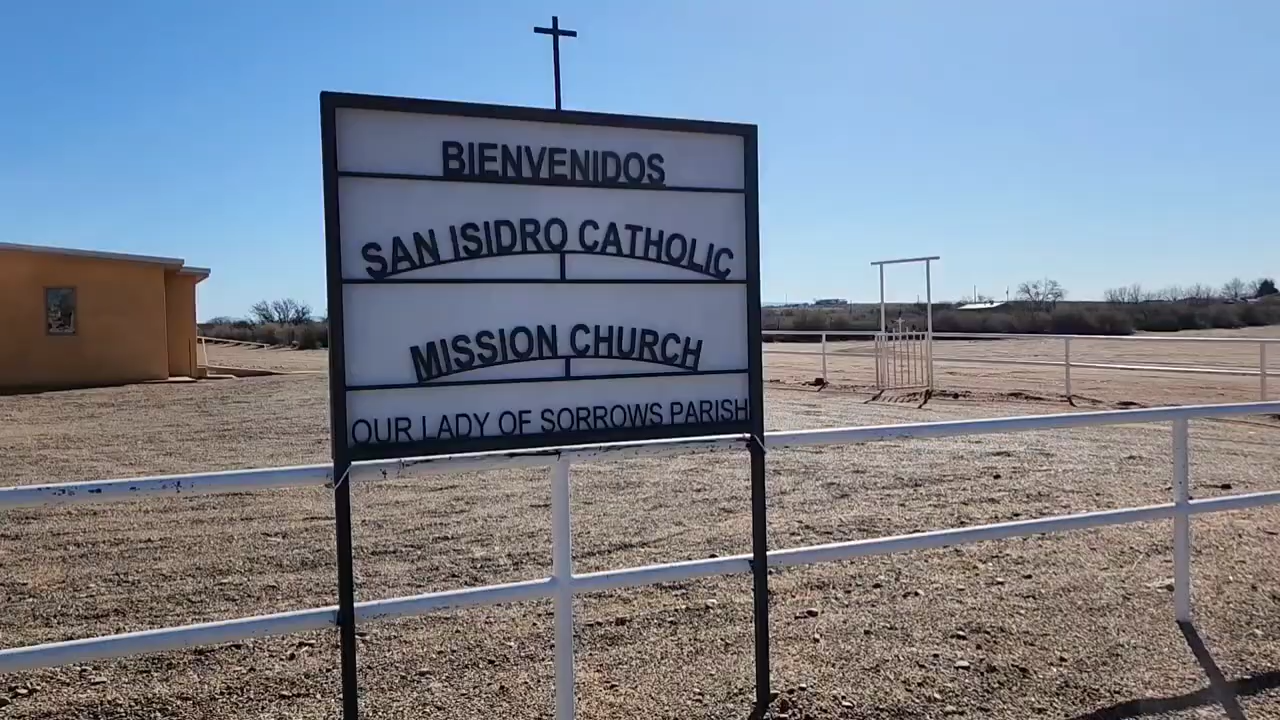 BIENVENIDOS
SAN ISIDRO CATHOLIC
MISSION CHURCH
OUR LADY OF SORROWS PARISH